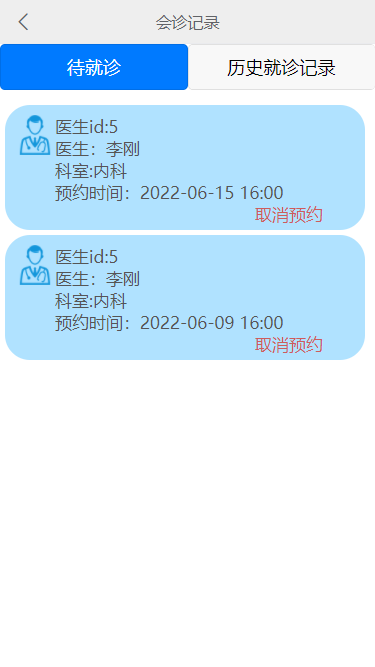 会诊记录
待就诊
历史就诊记录
医生id:5
医生：李刚
科室:内科
预约时间：2022-06-15 16:00
取消预约
医生id:5
医生：李刚
科室:内科
预约时间：2022-06-09 16:00
取消预约